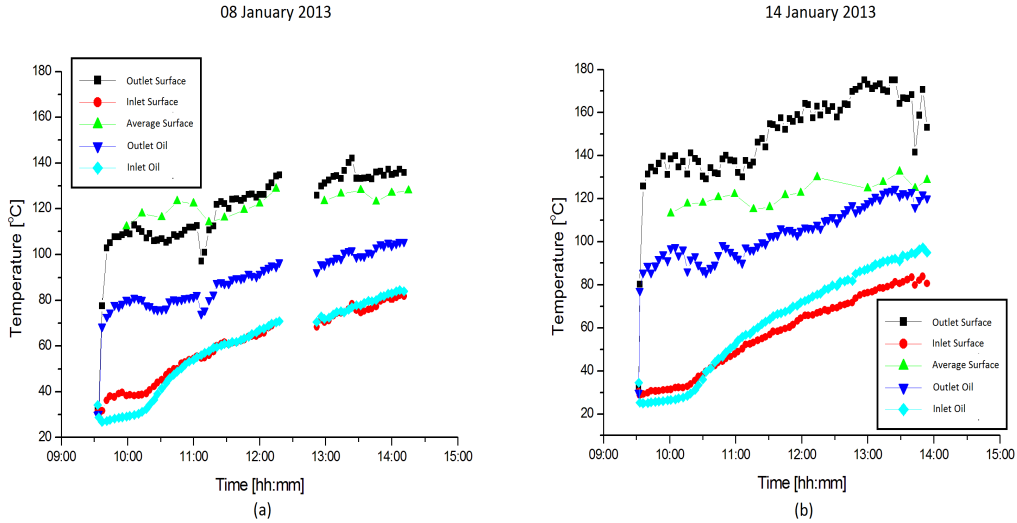 08 January 2013
14 January 2013
180
160
140
120
100
80
60
40
20
Temperature [°C]
Outlet Surface
Inlet Surface
Average Surface
Outlet Oil
Inlet Oil
09:00 10:00 11:00 12:00 13:00 14:00 15:00
Time [hh:mm]
(a)
180
160
140
120
100
80
60
40
20
Temperature [°C]
Outlet Surface
Inlet Surface
Average Surface
Outlet Oil
Inlet Oil
09:00 10:00 11:00 12:00 13:00 14:00 15:00
Time [hh:mm]
(b)